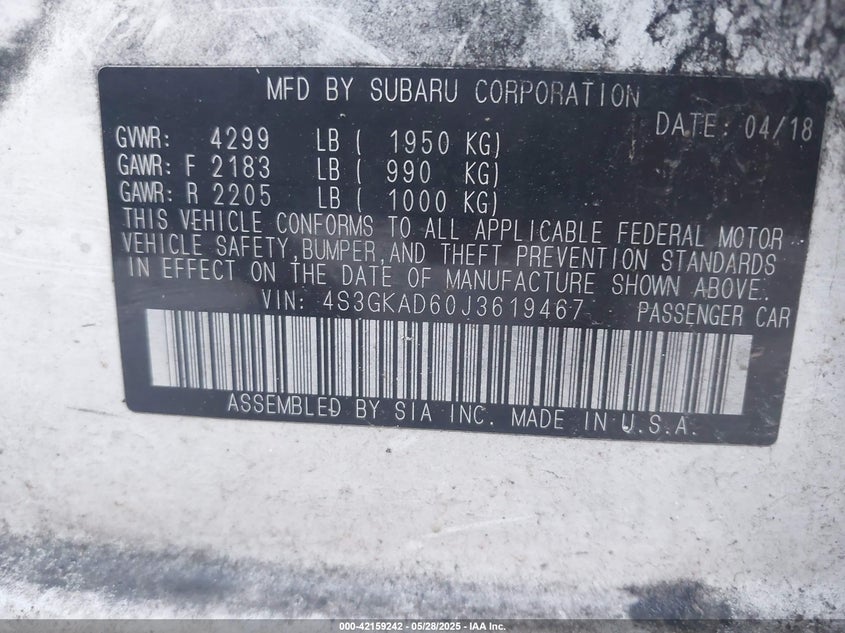 MFD BY SUBARU CORPORATION
DATE: 04/18
GVWR: 4299 LB ( 1950 KG)
GAWR: F 2183 LB ( 990 KG)
GAWR: R 2205 LB ( 1000 KG)
THIS VEHICLE CONFORMS TO ALL APPLICABLE FEDERAL MOTOR
VEHICLE SAFETY,BUMPER,AND THEFT PREVENTION STANDARDS
IN EFFECT ON THE DATE OF MANUFACTURE SHOWN ABOVE.
VIN: 4S3GKAD60J3619467 PASSENGER CAR
ASSEMBLED BY SIA INC. MADE IN U.S.A.
000-42159242 - 05/28/2025 - IAA Inc.